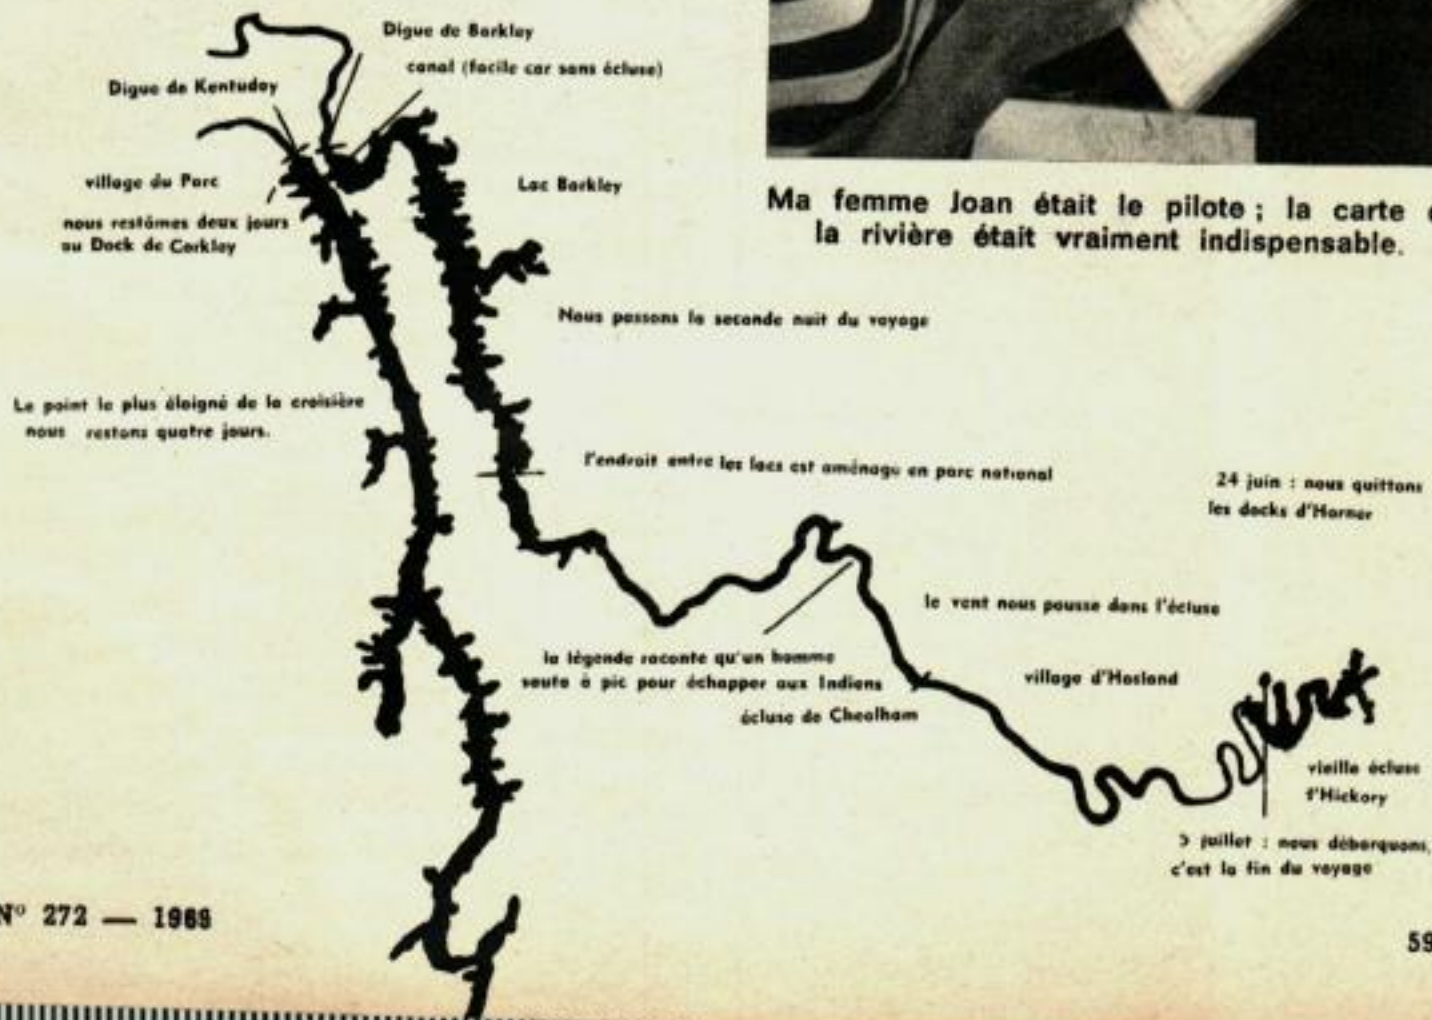 Digue de Barkley
canal (facile car sans écluse)
Digue de Kentudoy
village du Parc
nous restâmes deux jours
au Dock de Corkley
Lac Barkley
Ma femme Joan était le pilote ; la carte
la rivière était vraiment indispensable.
Nous passons la seconde nuit du voyage
Le point le plus éloigné de la croisière
nous restons quatre jours.
l'endroit entre les lacs est aménagu en parc national
24 juin : nous quittons
les docks d'Horner
le vent nous pousse dans l'écluse
la légende raconte qu'un homme
saute à pic pour échapper aux Indiens
écluse de Cheolham
village d'Hosland
vieille écluse
t'Hickory
5 juillet : nous débarquons,
c'est la fin du voyage
N° 272 — 1969
59